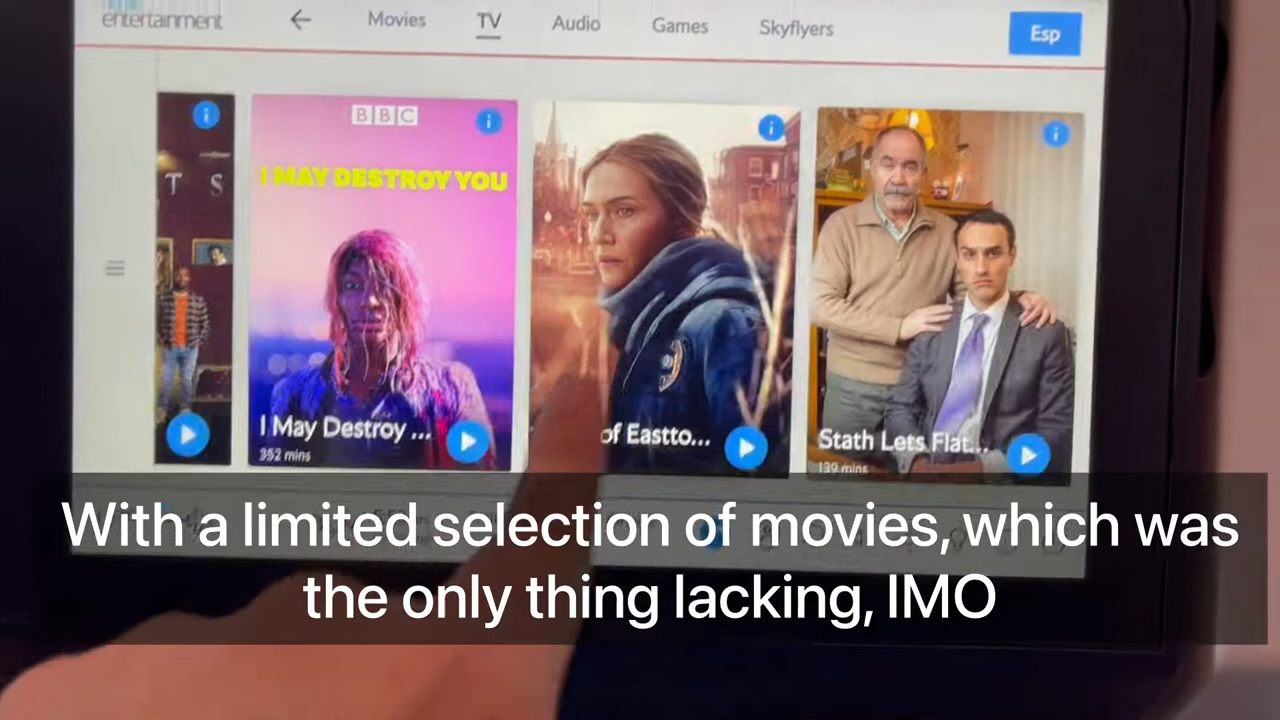 entertainment
Movies
TV
Audio
Games
Skyflyers
Esp
T S
BBC
I MAY DESTROY YOU
I May Destroy ...
352 mins
of Eastto...
Stath Lets Flat...
139 mins
With a limited selection of movies, which was
the only thing lacking, IMO